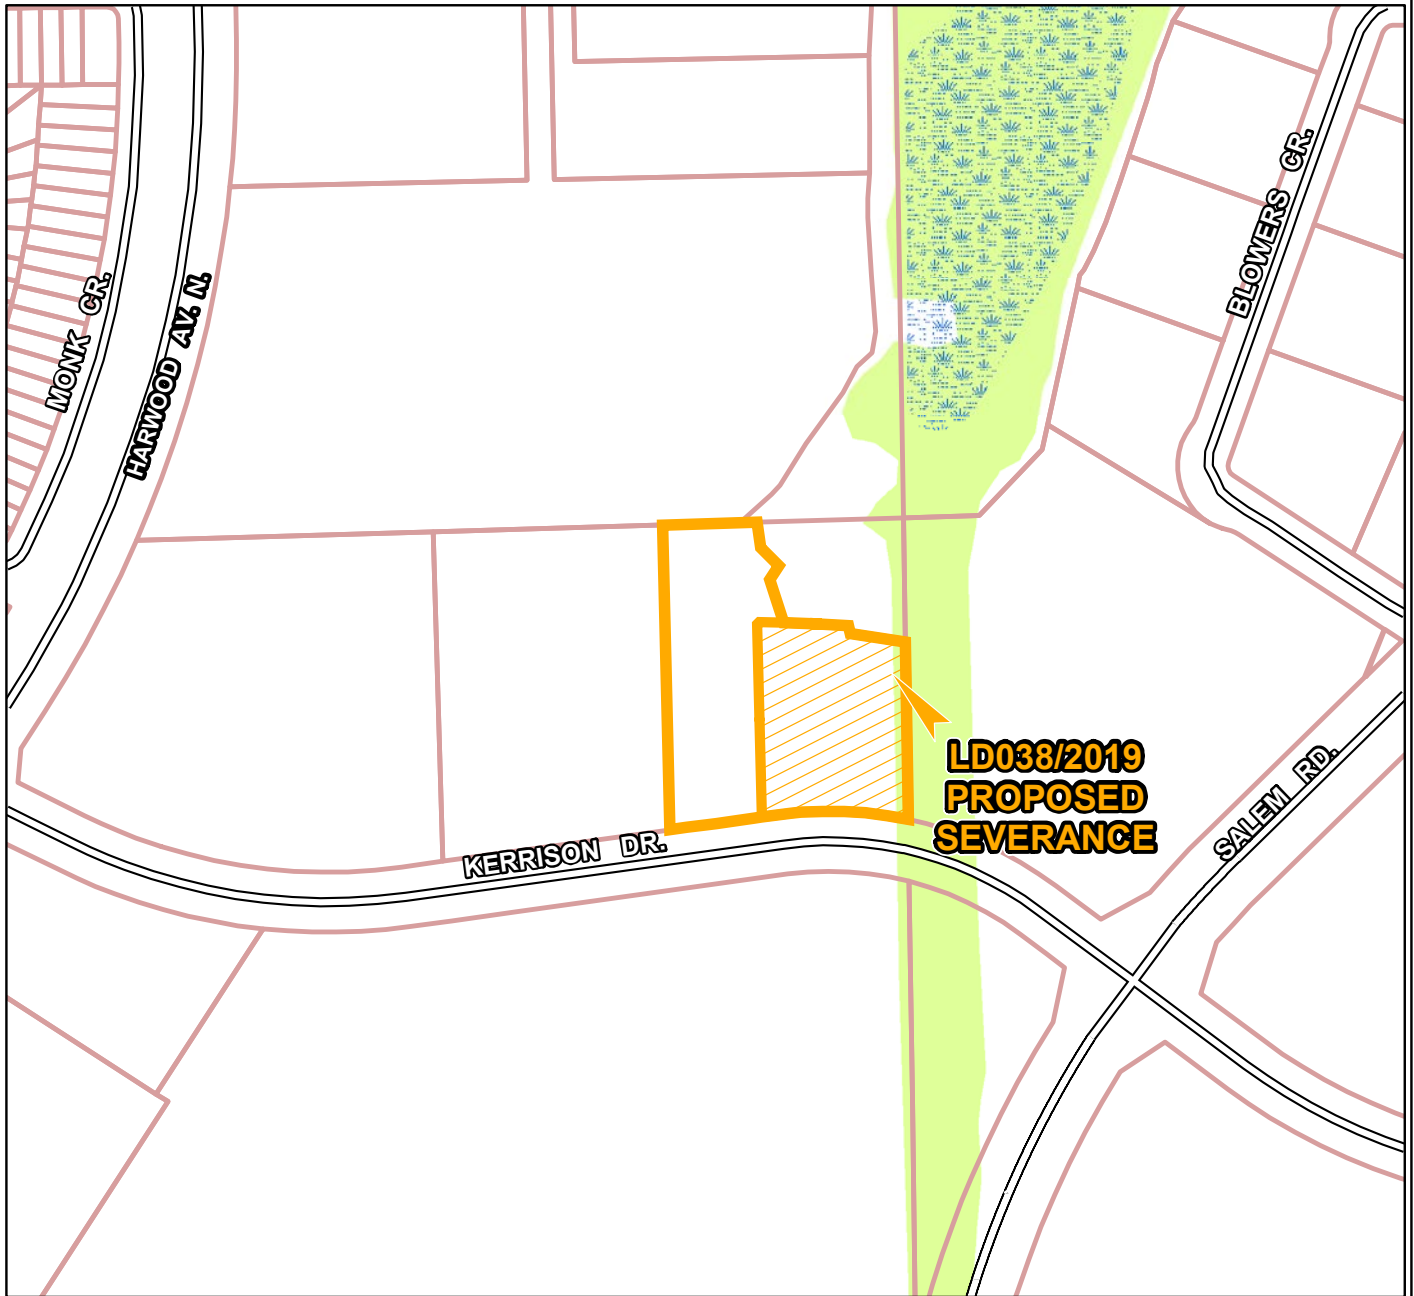 BLOWERS CR.
MONK CR.
HARWOOD AV. N.
LD038/2019
PROPOSED
SEVERANCE
SALEM RD.
KERRISON DR.